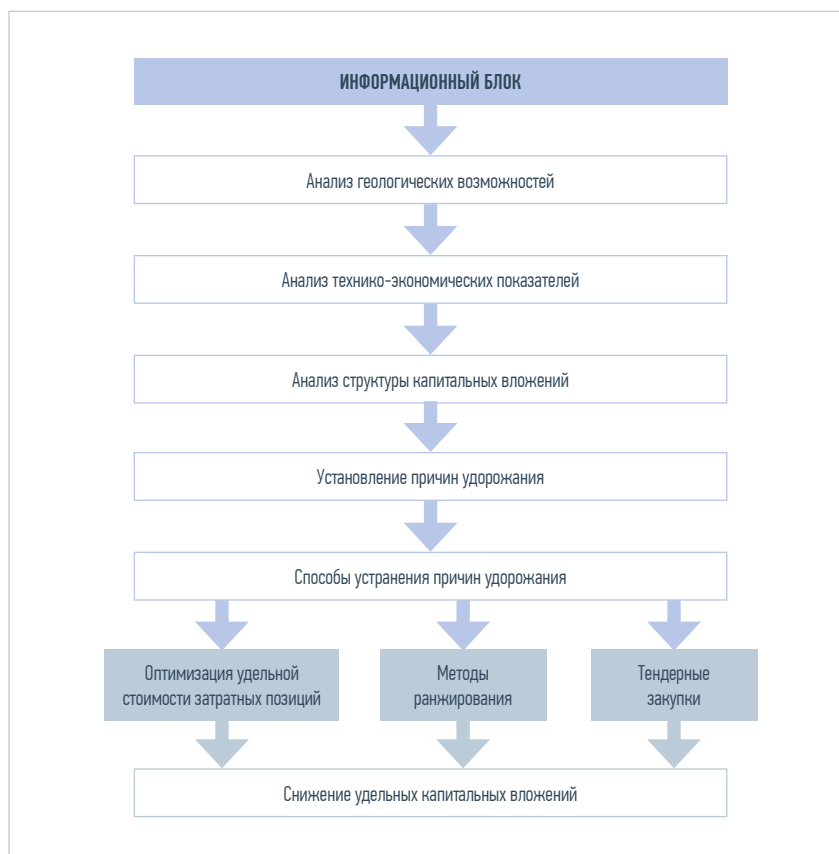 ИНФОРМАЦИОННЫЙ БЛОК
Анализ геологических возможностей
Анализ технико-экономических показателей
Анализ структуры капитальных вложений
Установление причин удорожания
Способы устранения причин удорожания
Оптимизация удельной
стоимости затратных позиций
Методы
ранжирования
Тендерные
закупки
Снижение удельных капитальных вложений